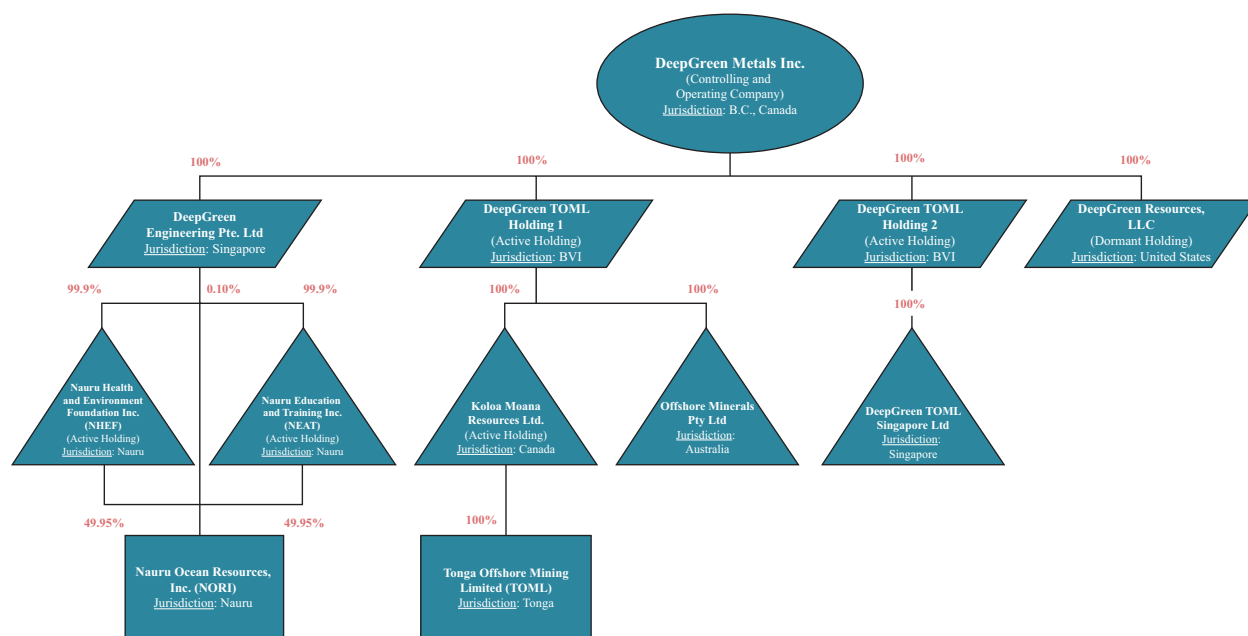 DeepGreen Metals Inc.
(Controlling and
Operating Company)
Jurisdiction: B.C., Canada
100%
100%
100%
100%
DeepGreen
Engineering Pte. Ltd
Jurisdiction: Singapore
DeepGreen TOML
Holding 1
(Active Holding)
Jurisdiction: BVI
DeepGreen TOML
Holding 2
(Active Holding)
Jurisdiction: BVI
DeepGreen Resources,
LLC
(Dormant Holding)
Jurisdiction: United States
99.9%
0.10%
99.9%
100%
100%
100%
Nauru Health
and Environment
Foundation Inc.
(NHEF)
(Active Holding)
Jurisdiction: Nauru
Nauru Education
and Training Inc.
(NEAT)
(Active Holding)
Jurisdiction: Nauru
Koloa Moana
Resources Ltd.
(Active Holding)
Jurisdiction: Canada
Offshore Minerals
Pty Ltd
Jurisdiction:
Australia
DeepGreen TOML
Singapore Ltd
Jurisdiction:
Singapore
49.95%
49.95%
100%
Nauru Ocean Resources,
Inc. (NORI)
Jurisdiction: Nauru
Tonga Offshore Mining
Limited (TOML)
Jurisdiction: Tonga